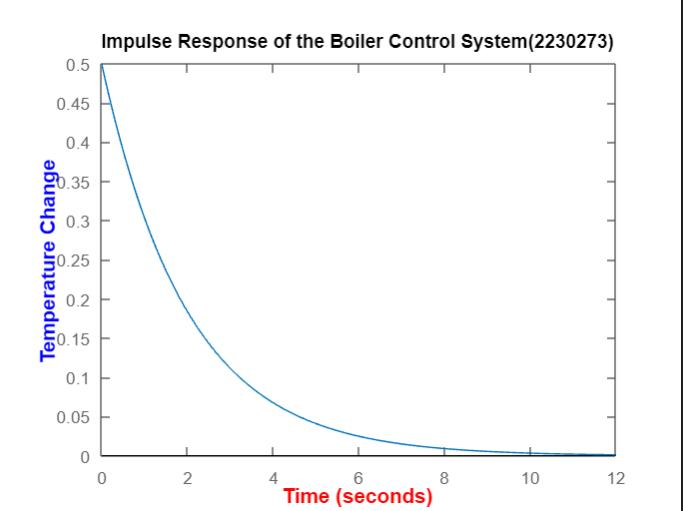 Impulse Response of the Boiler Control System(2230273)
0.5
0.45
0.4
0.35
0.3
0.25
0.2
0.15
0.1
0.05
0
Temperature Change
0 2 4 6 8 10 12
Time (seconds)